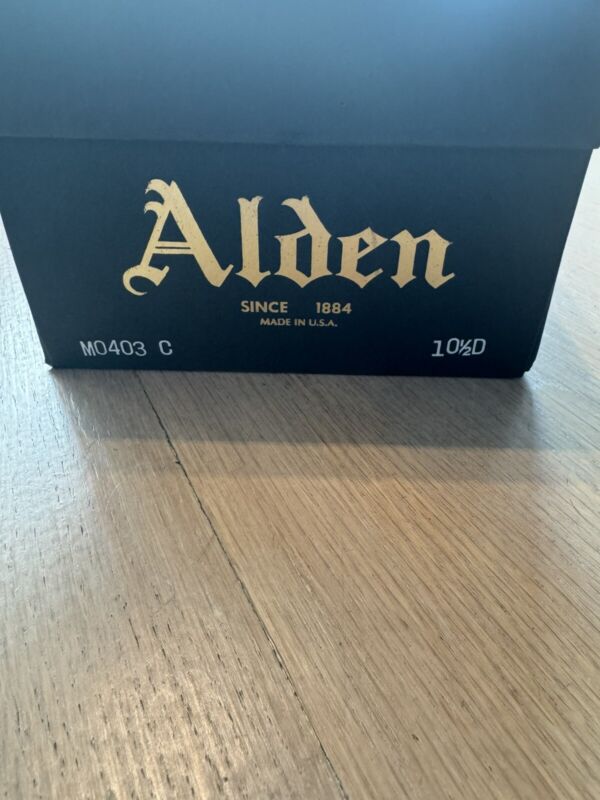 Alden
SINCE 1884
MADE IN U.S.A.
M0403 C 10½D